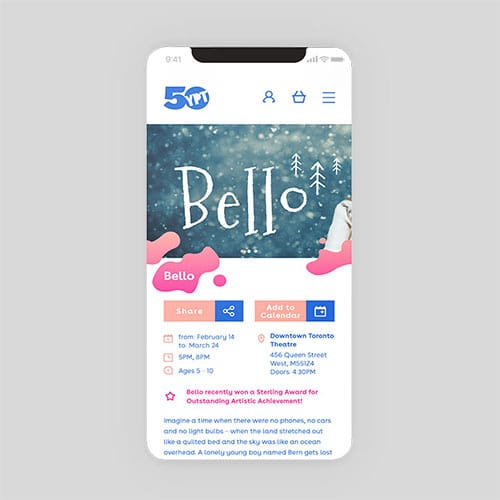 9:41
50
YPT
Bello
Bello
Share
Add to
Calendar
from: February 14
to: March 24
5PM, 8PM
Ages 5 - 10
Downtown Toronto
Theatre
456 Queen Street
West, M5S1Z4
Doors: 4.30PM
Bello recently won a Sterling Award for
Outstanding Artistic Achievement!
Imagine a time when there were no phones, no cars
and no light bulbs - when the land stretched out
like a quilted bed and the sky was like an ocean
overhead. A lonely young boy named Bern gets lost